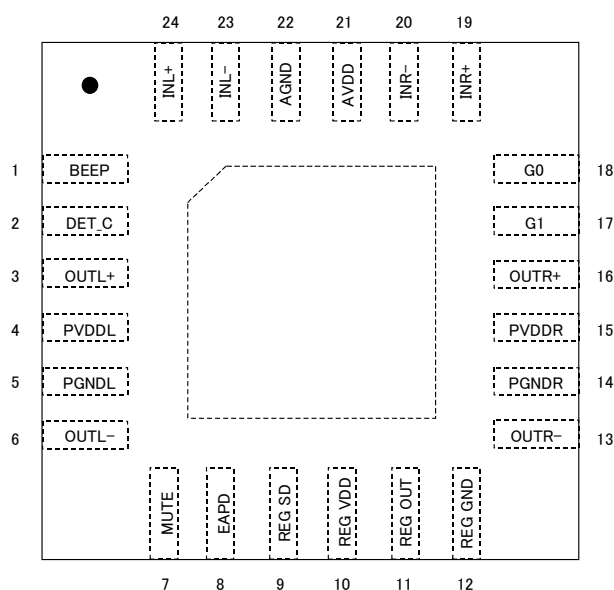 24 23 22 21 20 19
INL+ INL- AGND AVDD INR- INR+
1 BEEP G0 18
2 DET_C G1 17
3 OUTL+ OUTR+ 16
4 PVDDL PVDDR 15
5 PGNDL PGNDR 14
6 OUTL- OUTR- 13
MUTE EAPD REG SD REG VDD REG OUT REG GND
7 8 9 10 11 12